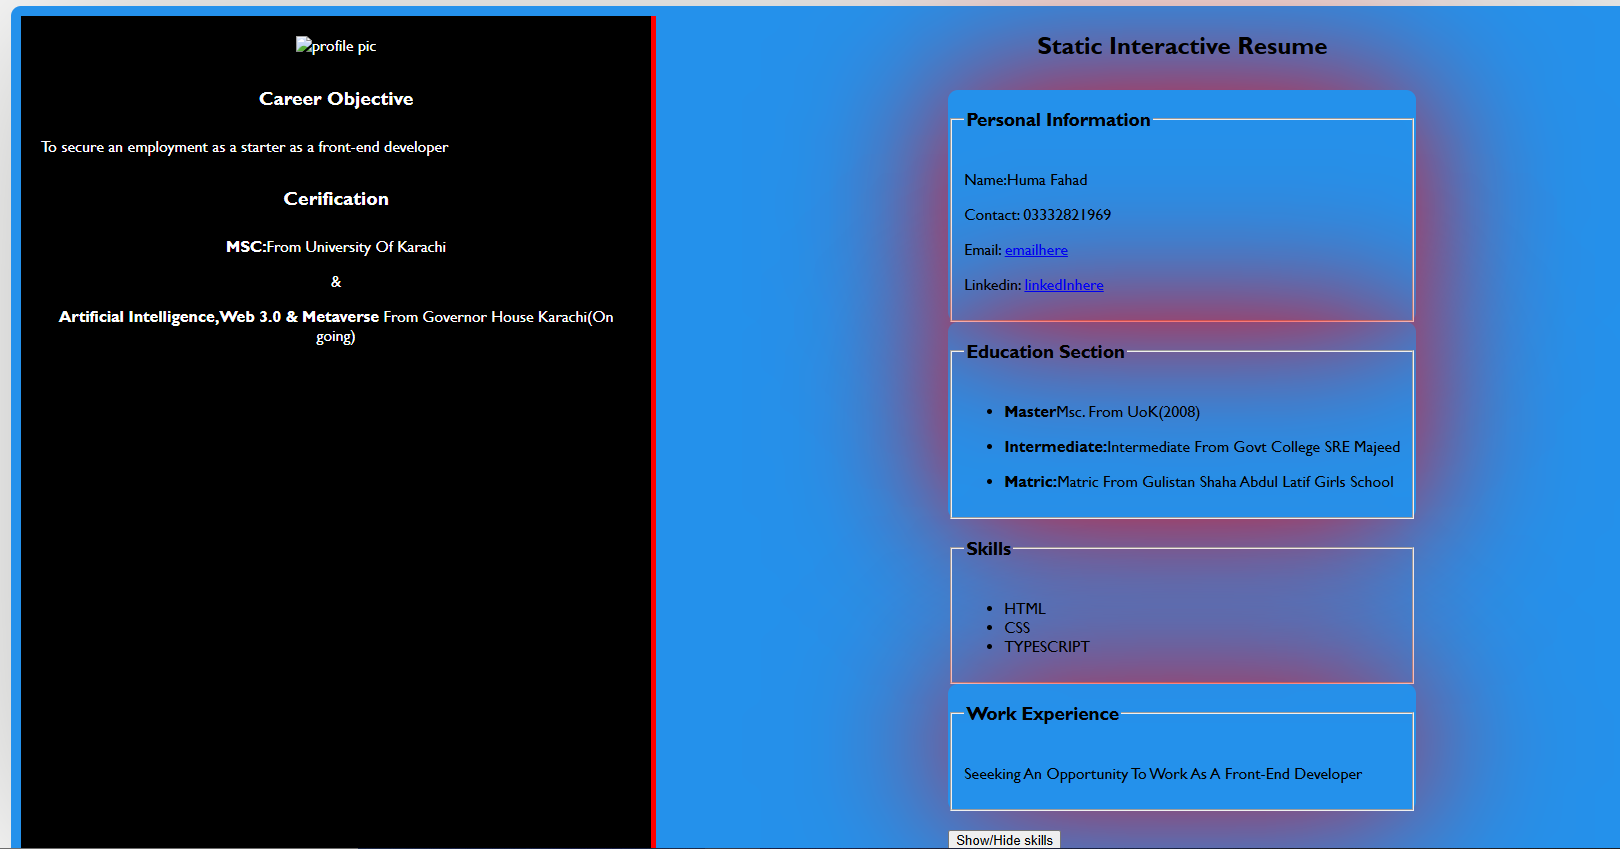 profile pic
Career Objective
To secure an employment as a starter as a front-end developer
Cerification
MSC:From University Of Karachi
&
Artificial Intelligence,Web 3.0 & Metaverse From Governor House Karachi(On
going)
Static Interactive Resume
Personal Information
Name:Huma Fahad
Contact: 03332821969
Email: emailhere
Linkedin: linkedInhere
Education Section
• MasterMsc. From UoK(2008)
• Intermediate:Intermediate From Govt College SRE Majeed
• Matric:Matric From Gulistan Shaha Abdul Latif Girls School
Skills
• HTML
• CSS
• TYPESCRIPT
Work Experience
Seeeking An Opportunity To Work As A Front-End Developer
Show/Hide skills